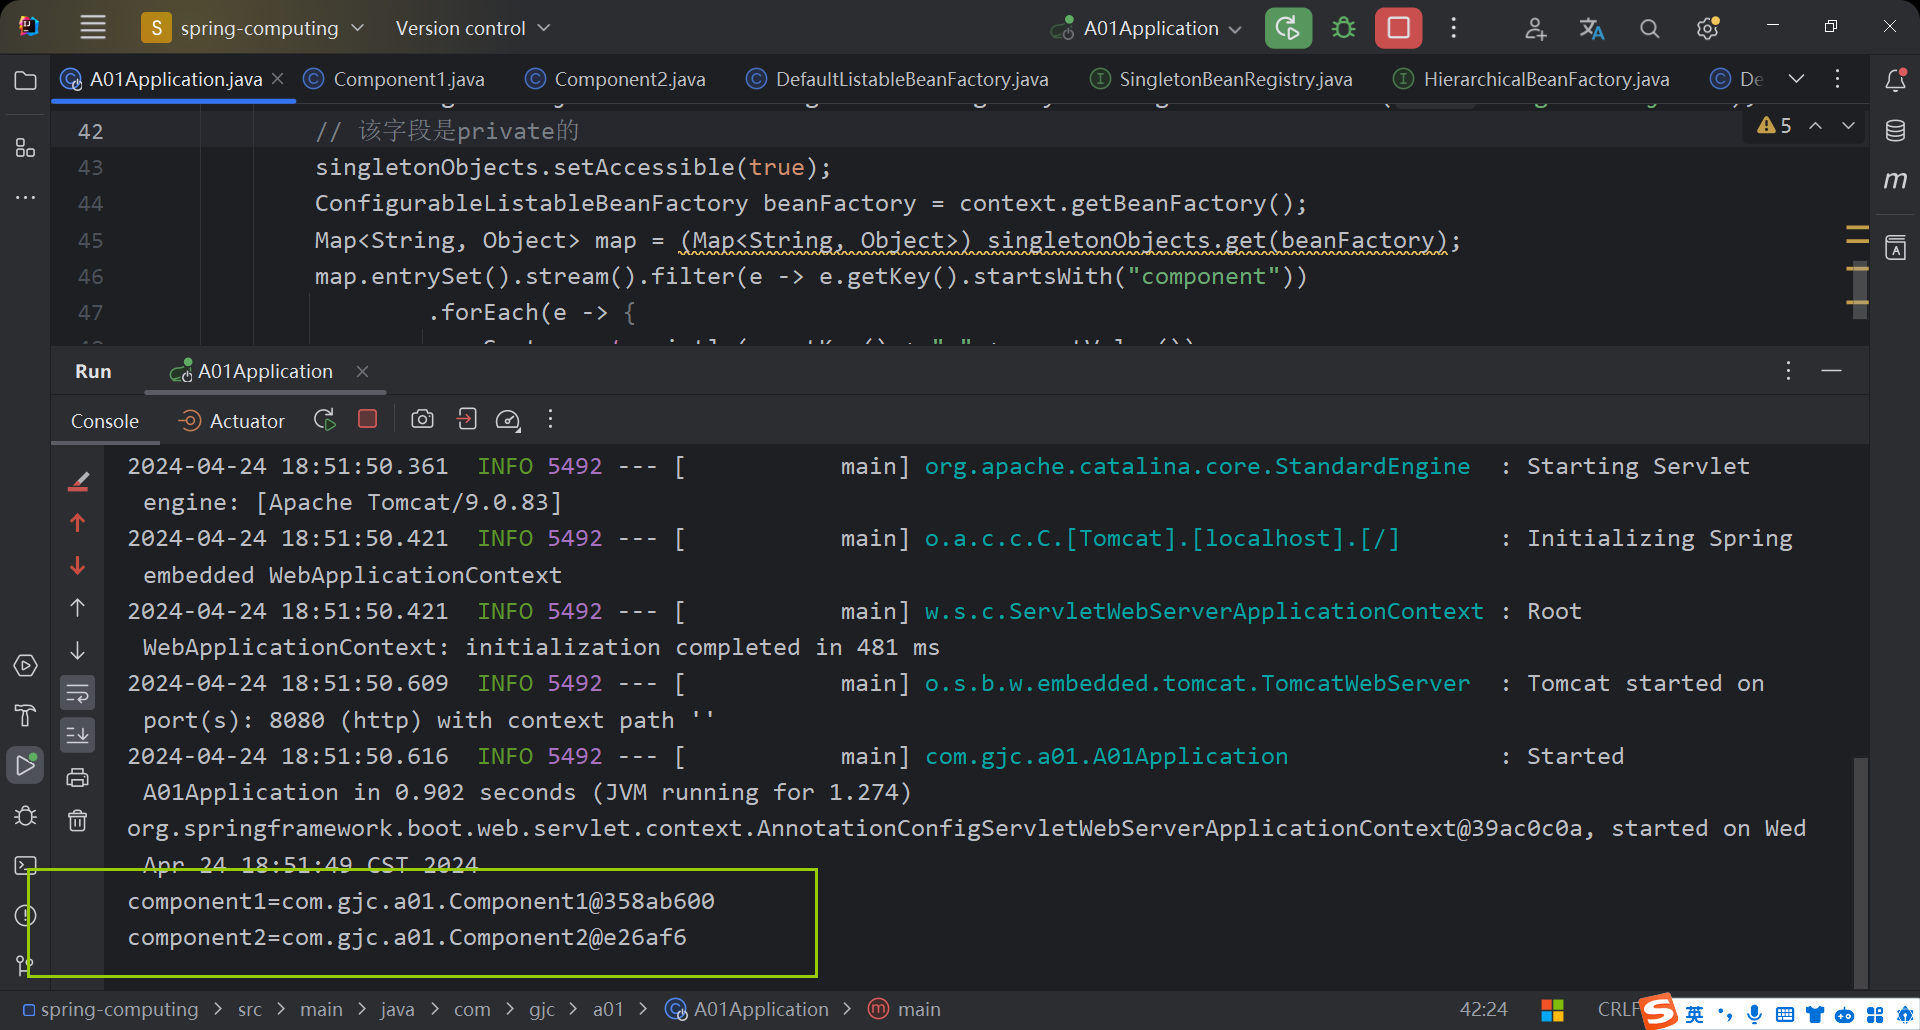 S spring-computing Version control A01Application
A01Application.java Component1.java Component2.java DefaultListableBeanFactory.java SingletonBeanRegistry.java HierarchicalBeanFactory.java De
42 // 该字段是private的 5
43 singletonObjects.setAccessible(true);
44 ConfigurableListableBeanFactory beanFactory = context.getBeanFactory();
45 Map<String, Object> map = (Map<String, Object>) singletonObjects.get(beanFactory);
46 map.entrySet().stream().filter(e -> e.getKey().startsWith("component"))
47 .forEach(e -> {
Run A01Application
Console Actuator
2024-04-24 18:51:50.361 INFO 5492 --- [ main] org.apache.catalina.core.StandardEngine : Starting Servlet
engine: [Apache Tomcat/9.0.83]
2024-04-24 18:51:50.421 INFO 5492 --- [ main] o.a.c.c.C.[Tomcat].[localhost].[/] : Initializing Spring
embedded WebApplicationContext
2024-04-24 18:51:50.421 INFO 5492 --- [ main] w.s.c.ServletWebServerApplicationContext : Root
WebApplicationContext: initialization completed in 481 ms
2024-04-24 18:51:50.609 INFO 5492 --- [ main] o.s.b.w.embedded.tomcat.TomcatWebServer : Tomcat started on
port(s): 8080 (http) with context path ''
2024-04-24 18:51:50.616 INFO 5492 --- [ main] com.gjc.a01.A01Application : Started
A01Application in 0.902 seconds (JVM running for 1.274)
org.springframework.boot.web.servlet.context.AnnotationConfigServletWebServerApplicationContext@39ac0c0a, started on Wed
Apr 24 18:51:49 CST 2024
component1=com.gjc.a01.Component1@358ab600
component2=com.gjc.a01.Component2@e26af6
spring-computing > src > main > java > com > gjc > a01 > A01Application > main 42:24 CRLF 英